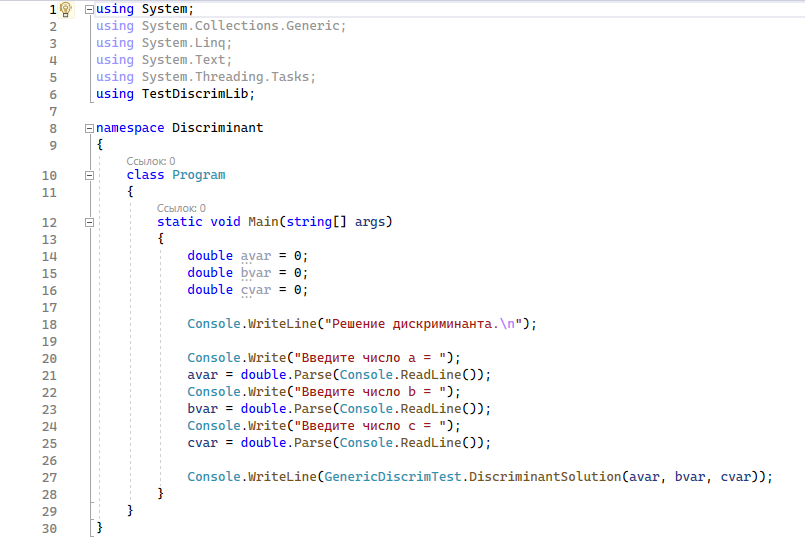 1 using System;
2 using System.Collections.Generic;
3 using System.Linq;
4 using System.Text;
5 using System.Threading.Tasks;
6 using TestDiscrimLib;
7
8 namespace Discriminant
9 {
Ссылок: 0
10 class Program
11 {
Ссылок: 0
12 static void Main(string[] args)
13 {
14 double avar = 0;
15 double bvar = 0;
16 double cvar = 0;
17
18 Console.WriteLine("Решение дискриминанта.\n");
19
20 Console.Write("Введите число a = ");
21 avar = double.Parse(Console.ReadLine());
22 Console.Write("Введите число b = ");
23 bvar = double.Parse(Console.ReadLine());
24 Console.Write("Введите число c = ");
25 cvar = double.Parse(Console.ReadLine());
26
27 Console.WriteLine(GenericDiscrimTest.DiscriminantSolution(avar, bvar, cvar));
28 }
29 }
30 }